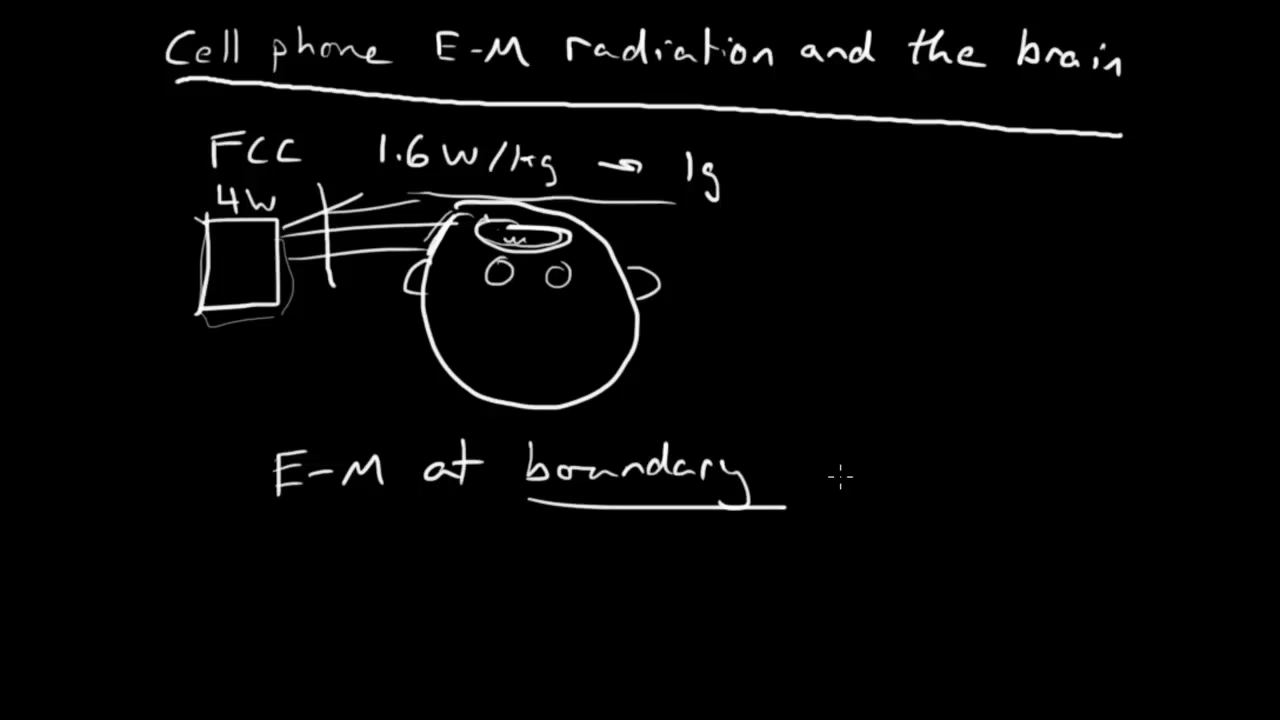 Cell phone E-M radiation and the brain
FCC 1.6 W/kg → 1g
4W
E-M at boundary